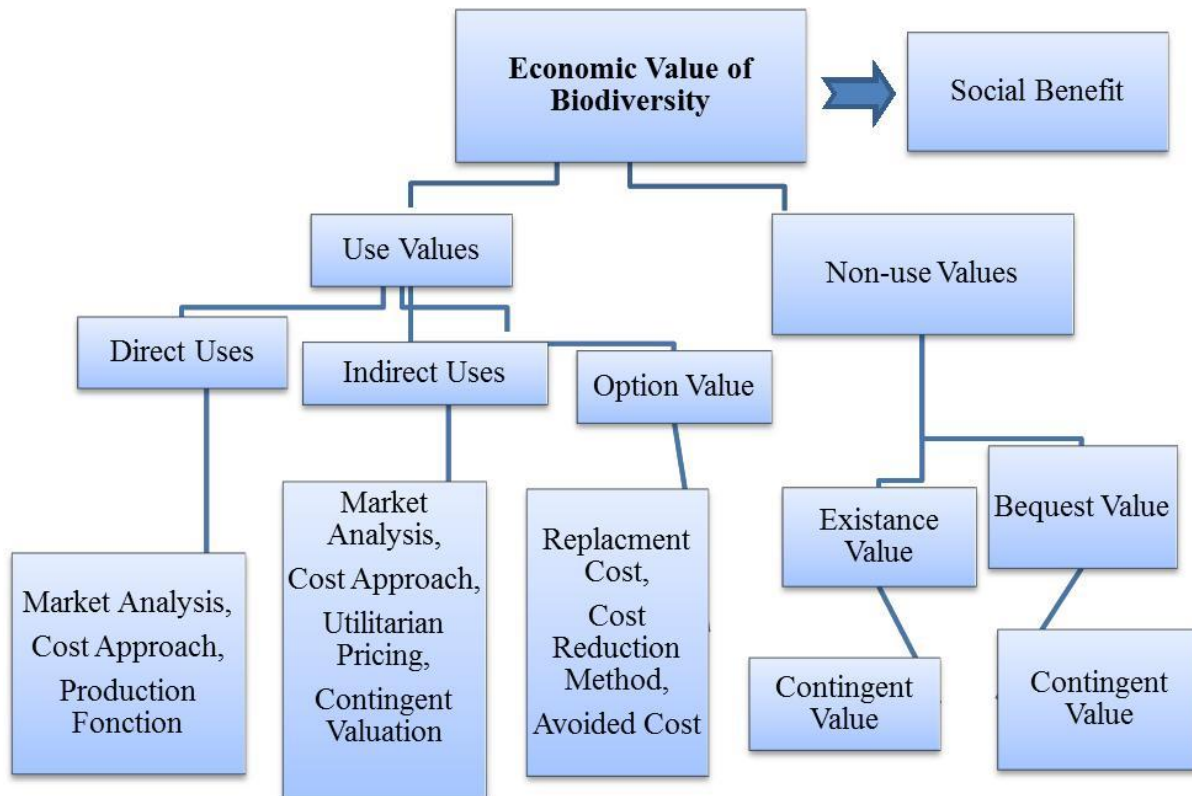 Economic Value of
Biodiversity
Social Benefit
Use Values
Non-use Values
Direct Uses
Indirect Uses
Option Value
Existance
Value
Bequest Value
Market Analysis,
Cost Approach,
Production
Fonction
Market
Analysis,
Cost Approach,
Utilitarian
Pricing,
Contingent
Valuation
Replacment
Cost,
Cost
Reduction
Method,
Avoided Cost
Contingent
Value
Contingent
Value